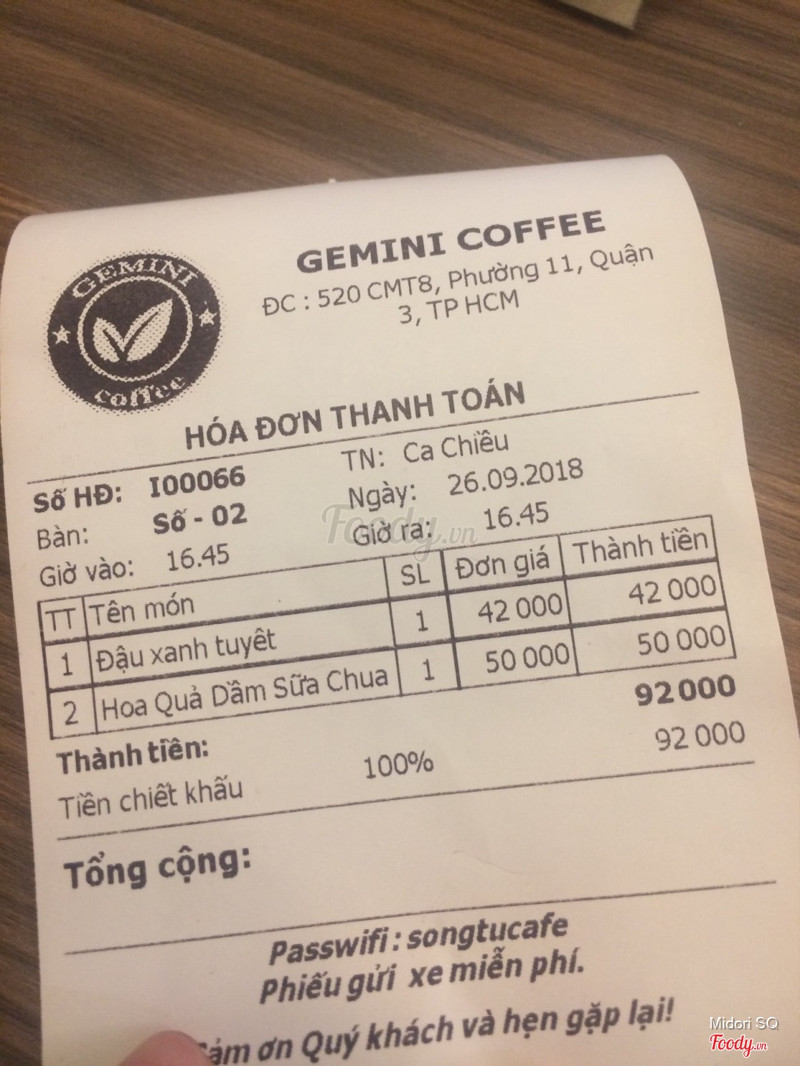 GEMINI
coffee
GEMINI COFFEE
ĐC : 520 CMT8, Phường 11, Quận
3, TP HCM
HÓA ĐƠN THANH TOÁN
Số HĐ: I00066 TN: Ca Chiều
Bàn: Số - 02 Ngày: 26.09.2018
Giờ vào: 16.45 Giờ ra: 16.45
TT Tên món SL Đơn giá Thành tiền
1 Đậu xanh tuyêt 1 42 000 42 000
2 Hoa Quả Dầm Sữa Chua 1 50 000 50 000
Thành tiền: 92 000
Tiền chiết khấu 100% 92 000
Tổng cộng:
Passwifi : songtucafe
Phiếu gửi xe miễn phí.
ảm ơn Quý khách và hẹn gặp lại!
Foody.vn
Midori SQ
Foody.vn